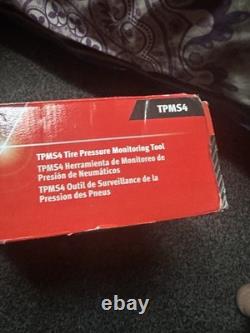 TPMS4
TPMS4 Tire Pressure Monitoring Tool
TPMS4 Herramienta de Monitoreo de
Presión de Neumáticos
TPMS4 Outil de Surveillance de la
Pression des Pneus
ebay